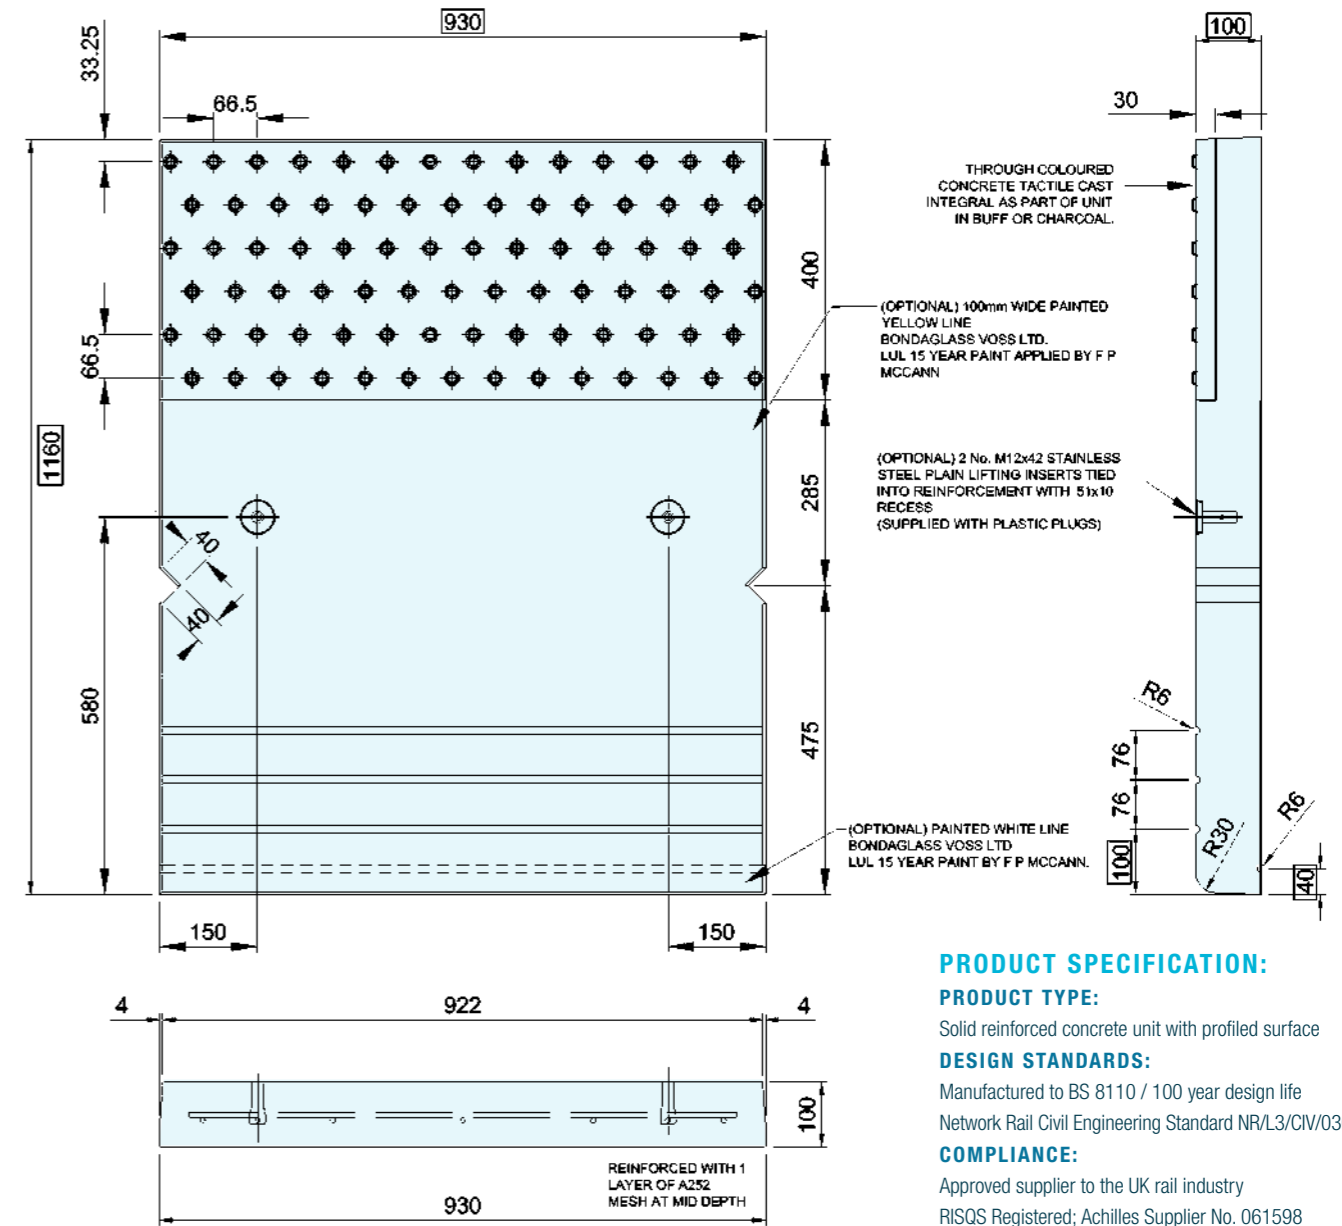 930
33.25
66.5
66.5
1160
580
400
285
475
40
40
150
150
100
30
THROUGH COLOURED
CONCRETE TACTILE CAST
INTEGRAL AS PART OF UNIT
IN BUFF OR CHARCOAL.
(OPTIONAL) 100mm WIDE PAINTED
YELLOW LINE
BONDAGLASS VOSS LTD.
LUL 15 YEAR PAINT APPLIED BY F P
MCCANN
(OPTIONAL) 2 No. M12x42 STAINLESS
STEEL PLAIN LIFTING INSERTS TIED
INTO REINFORCEMENT WITH 51x10
RECESS
(SUPPLIED WITH PLASTIC PLUGS)
(OPTIONAL) PAINTED WHITE LINE
BONDAGLASS VOSS LTD
LUL 15 YEAR PAINT BY F P MCCANN.
R6
76
76
100
R30
R6
40
4
922
4
100
REINFORCED WITH 1
LAYER OF A252
MESH AT MID DEPTH
930
PRODUCT SPECIFICATION:
PRODUCT TYPE:
Solid reinforced concrete unit with profiled surface
DESIGN STANDARDS:
Manufactured to BS 8110 / 100 year design life
Network Rail Civil Engineering Standard NR/L3/CIV/03
COMPLIANCE:
Approved supplier to the UK rail industry
RISQS Registered; Achilles Supplier No. 061598